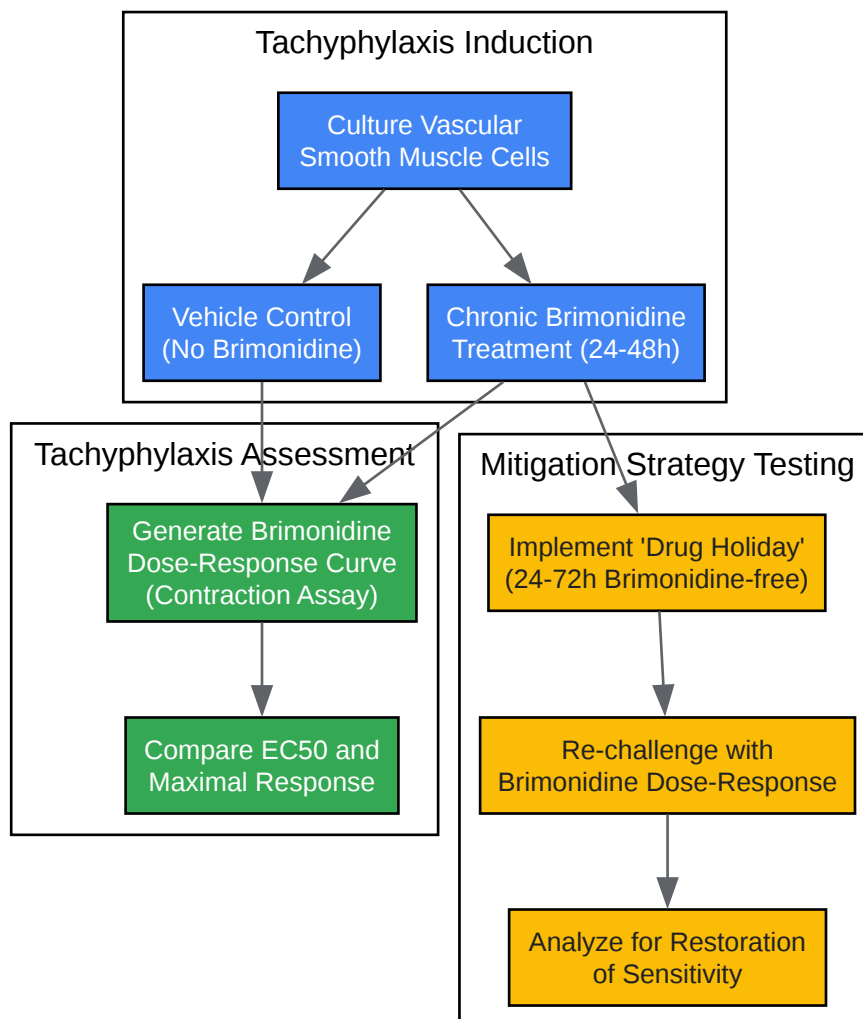 Tachyphylaxis Induction
Culture Vascular
Smooth Muscle Cells
Vehicle Control
(No Brimonidine)
Chronic Brimonidine
Treatment (24-48h)
Tachyphylaxis Assessment
Generate Brimonidine
Dose-Response Curve
(Contraction Assay)
Compare EC50 and
Maximal Response
Mitigation Strategy Testing
Implement 'Drug Holiday'
(24-72h Brimonidine-free)
Re-challenge with
Brimonidine Dose-Response
Analyze for Restoration
of Sensitivity